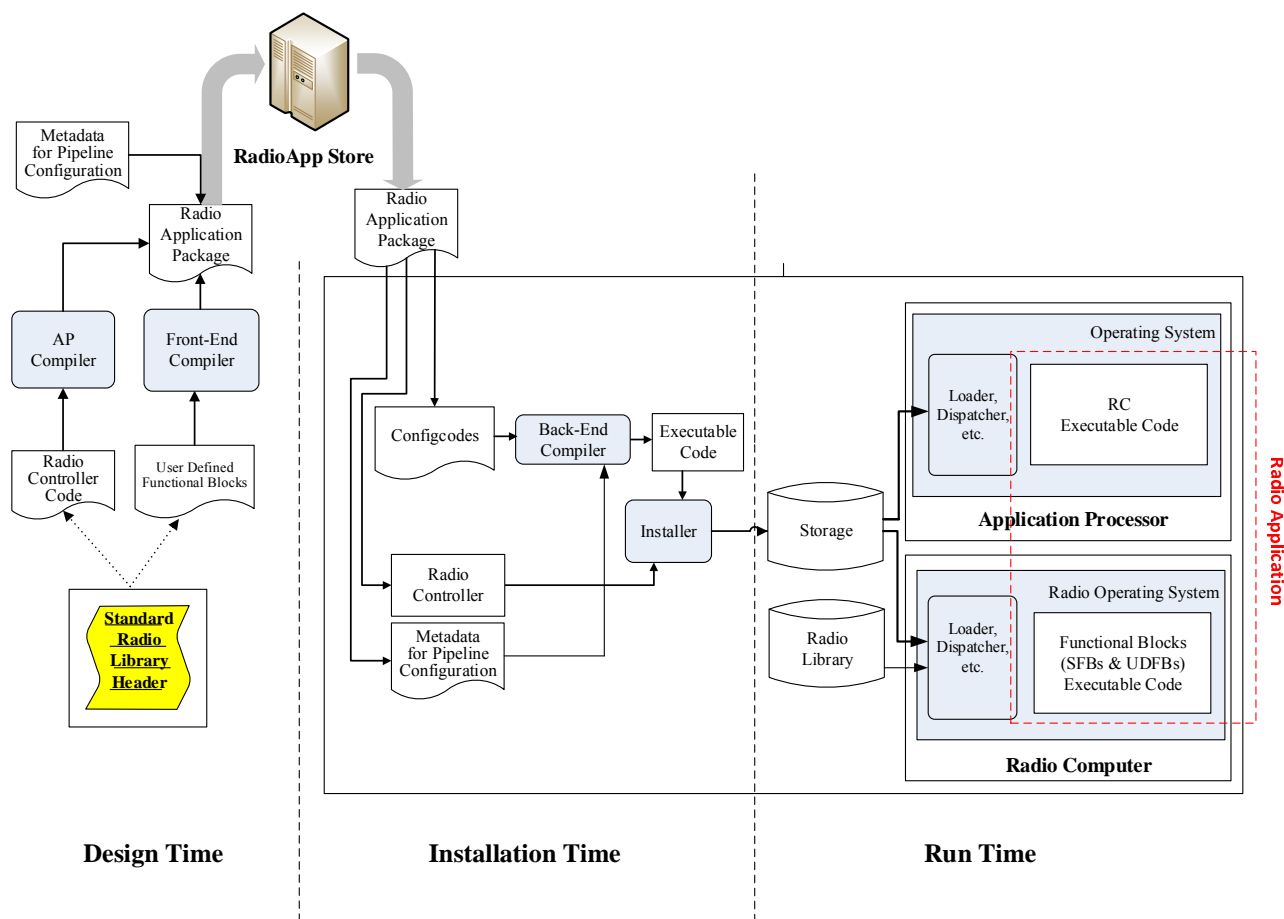 RadioApp Store
Metadata
for Pipeline
Configuration
Radio
Application
Package
Radio
Application
Package
AP
Compiler
Front-End
Compiler
Radio
Controller
Code
User Defined
Functional Blocks
Standard
Radio
Library
Header
Configcodes
Back-End
Compiler
Executable
Code
Installer
Radio
Controller
Metadata
for Pipeline
Configuration
Storage
Radio
Library
Operating System
Loader,
Dispatcher,
etc.
RC
Executable Code
Application Processor
Radio Operating System
Loader,
Dispatcher,
etc.
Functional Blocks
(SFBs & UDFBs)
Executable Code
Radio Computer
Radio Application
Design Time
Installation Time
Run Time